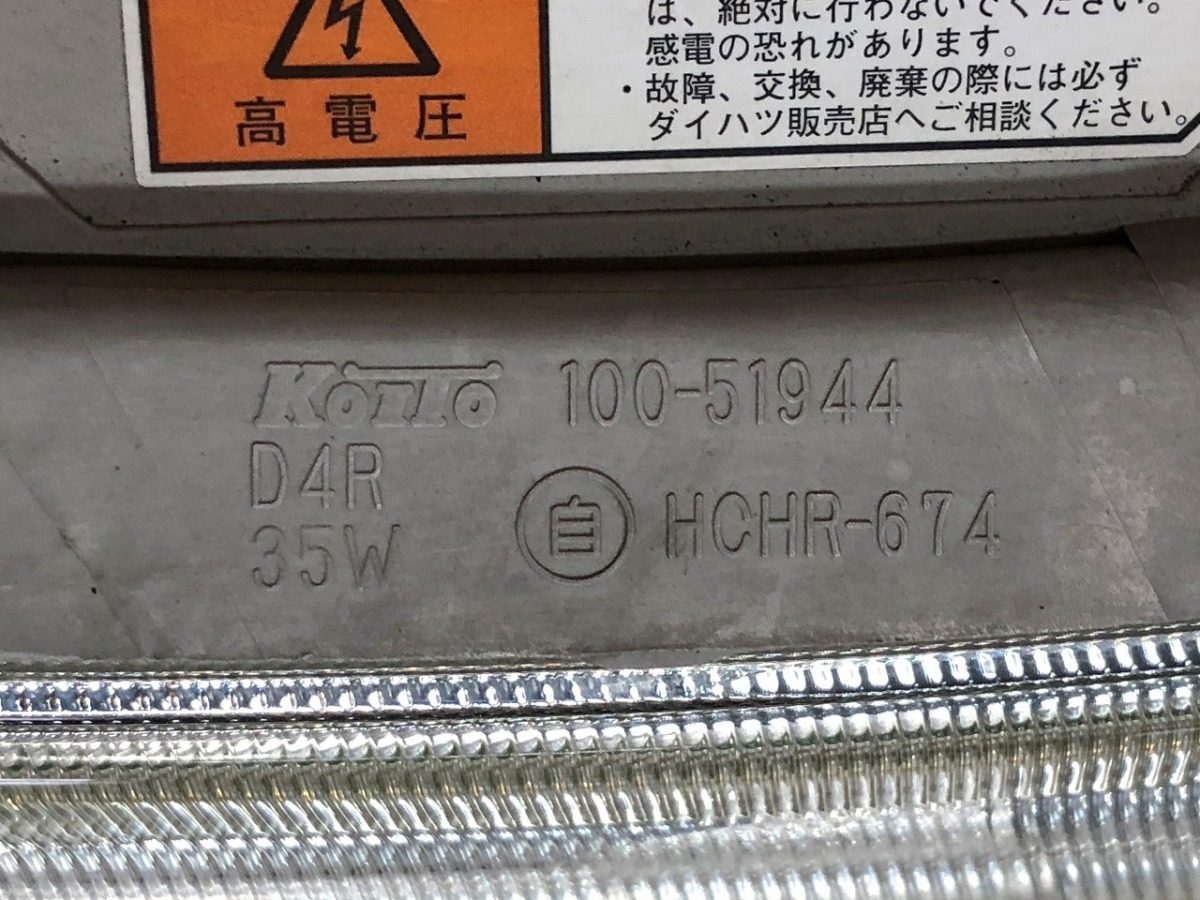 は、絶対に行わないでください。
感電の恐れがあります。
・故障、交換、廃棄の際には必ず
ダイハツ販売店へご相談ください。
高電圧
KOITO 100-51944
D4R
35W
自 HCHR-674